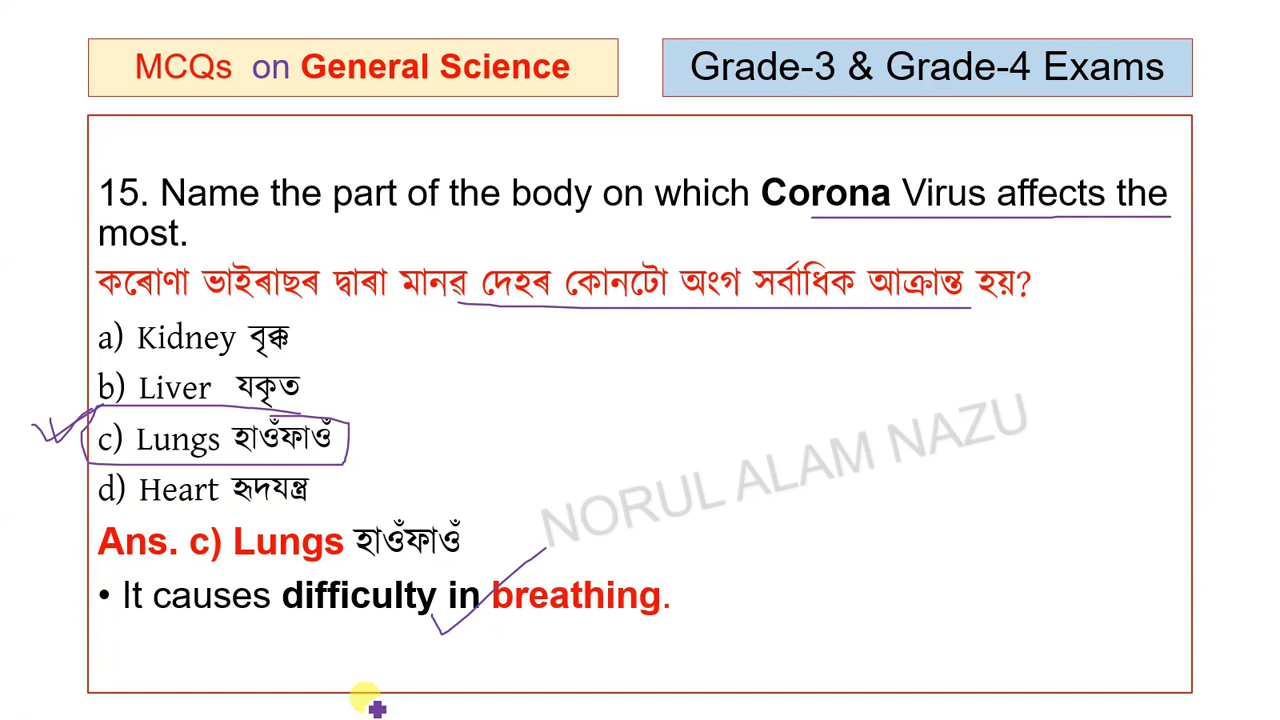 MCQs on General Science
Grade-3 & Grade-4 Exams
15. Name the part of the body on which Corona Virus affects the
most.
কৰোণা ভাইৰাছৰ দ্বাৰা মানৱ দেহৰ কোনটো অংগ সৰ্বাধিক আক্ৰান্ত হয়?
a) Kidney বৃক্ক
b) Liver যকৃত
c) Lungs হাওঁফাওঁ
d) Heart হৃদযন্ত্ৰ
NORUL ALAM NAZU
Ans. c) Lungs হাওঁফাওঁ
• It causes difficulty in breathing.